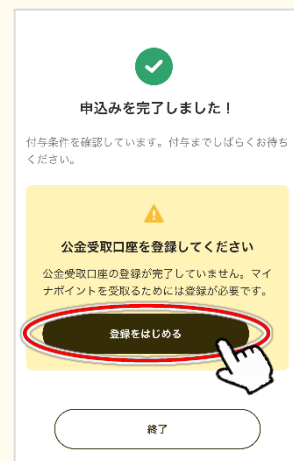 申込みを完了しました！
付与条件を確認しています。付与までしばらくお待ち
ください。
公金受取口座を登録してください
公金受取口座の登録が完了していません。マイ
ナポイントを受取るためには登録が必要です。
登録をはじめる
終了